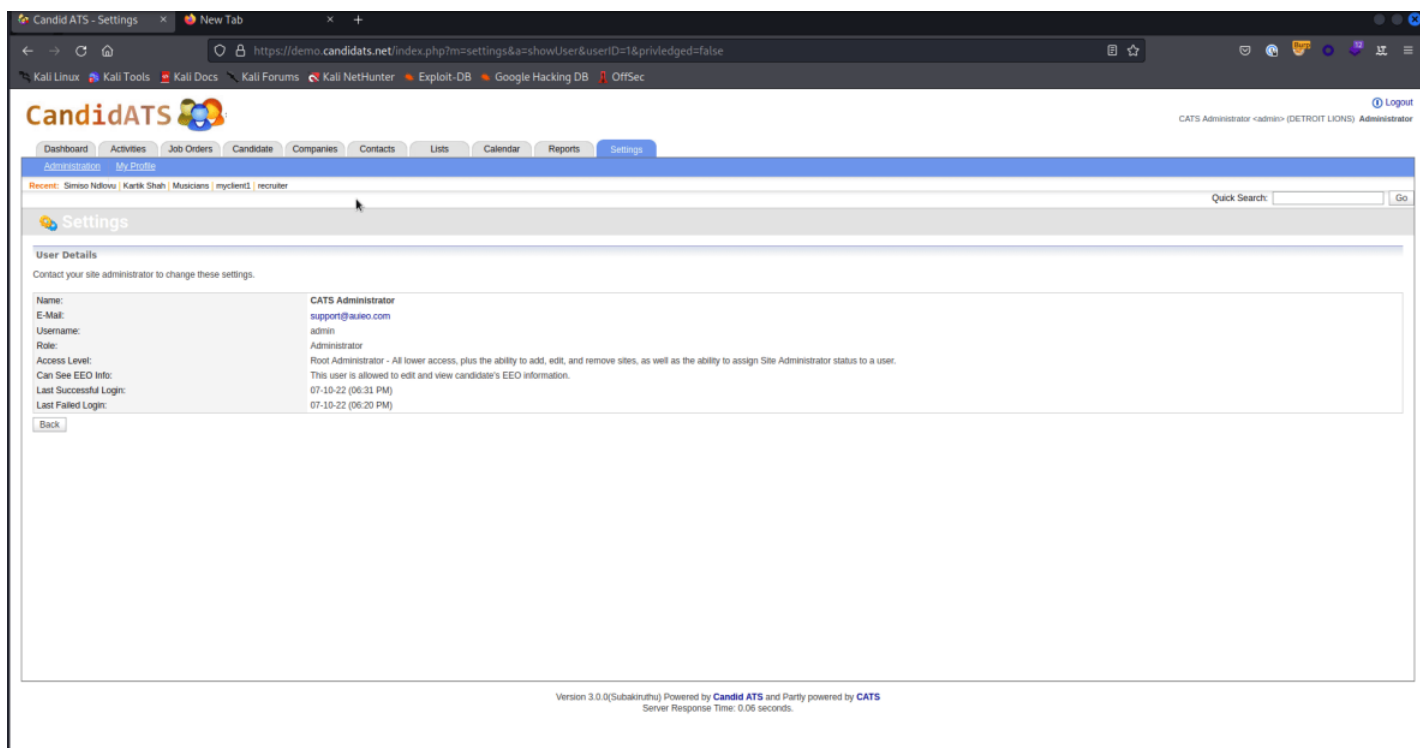 Candid ATS - Settings
New Tab
https://demo.candidats.net/index.php?m=settings&a=showUser&userID=1&privledged=false
Kali Linux Kali Tools Kali Docs Kali Forums Kali NetHunter Exploit-DB Google Hacking DB OffSec
CandidATS
Logout
CATS Administrator <admin> (DETROIT LIONS) Administrator
Dashboard Activities Job Orders Candidate Companies Contacts Lists Calendar Reports Settings
Administration My Profile
Recent: Simiso Ndlovu | Kartik Shah | Musicians | myclient1 | recruiter
Quick Search: Go
Settings
User Details
Contact your site administrator to change these settings.
Name: CATS Administrator
E-Mail: support@auieo.com
Username: admin
Role: Administrator
Access Level: Root Administrator - All lower access, plus the ability to add, edit, and remove sites, as well as the ability to assign Site Administrator status to a user.
Can See EEO Info: This user is allowed to edit and view candidate's EEO information.
Last Successful Login: 07-10-22 (06:31 PM)
Last Failed Login: 07-10-22 (06:20 PM)
Back
Version 3.0.0(Subakiruthu) Powered by Candid ATS and Partly powered by CATS
Server Response Time: 0.06 seconds.